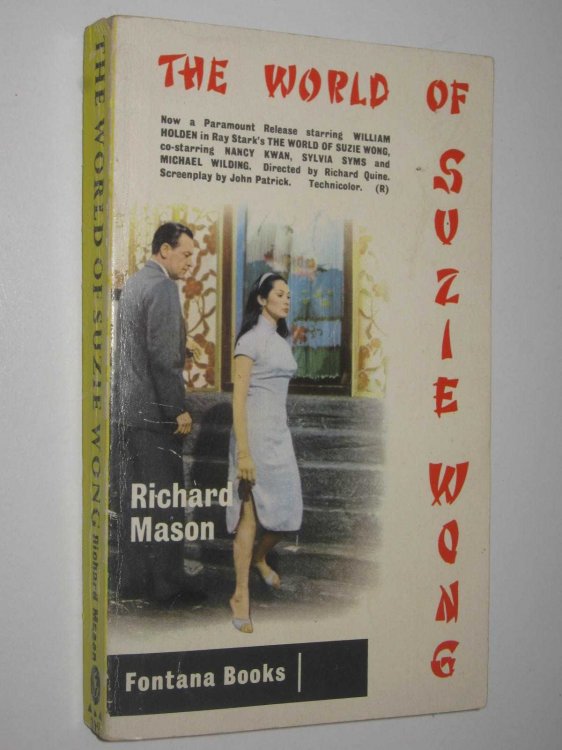 THE WORLD OF
SUZIE
WONG
Now a Paramount Release starring WILLIAM
HOLDEN in Ray Stark's THE WORLD OF SUZIE WONG,
co-starring NANCY KWAN, SYLVIA SYMS and
MICHAEL WILDING. Directed by Richard Quine.
Screenplay by John Patrick. Technicolor. (R)
Richard
Mason
Fontana Books
THE WORLD OF SUZIE WONG Richard Mason